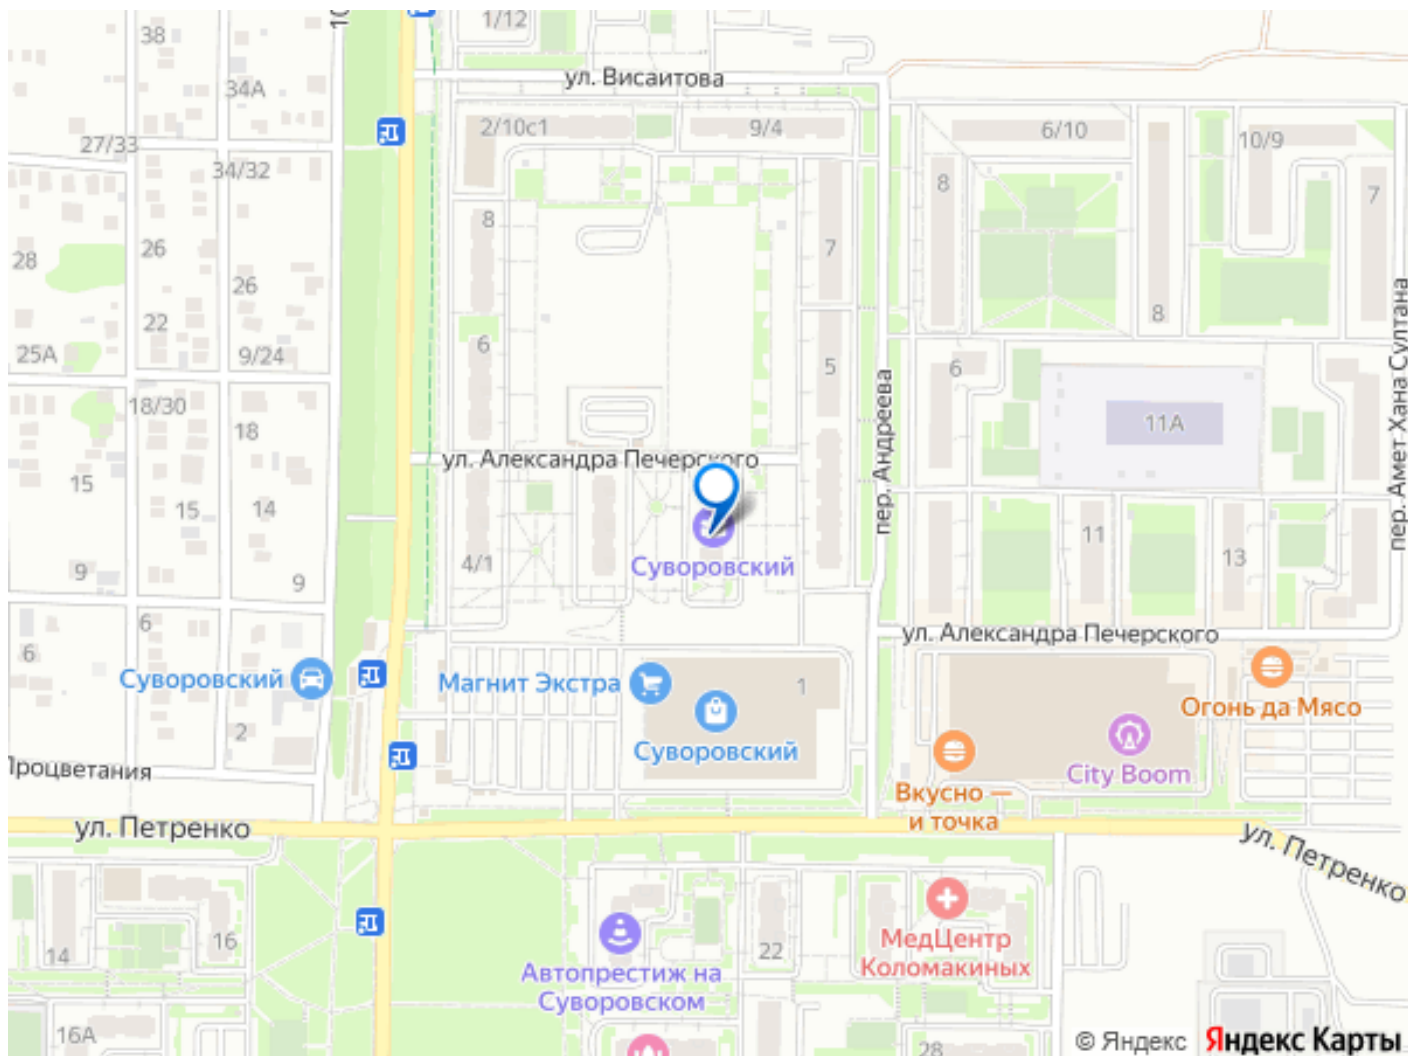 1/12
38
ул. Висаитова
34А
2/10с1
9/4
6/10
10/9
27/33
34/32
8
7
8
7
26
28
26
22
8
6
5
6
25А
9/24
18/30
18
11А
пер. Андреева
пер. Амет-Хана Султана
ул. Александра Печерского
15
15
14
11
13
4/1
Суворовский
9
9
6
6
ул. Александра Печерского
Суворовский
Магнит Экстра
1
Огонь да Мясо
2
Суворовский
City Boom
Процветания
Вкусно —
и точка
ул. Петренко
ул. Петренко
14
16
22
МедЦентр
Коломакиных
Автопрестиж на
Суворовском
16А
28
© Яндекс Яндекс Карты